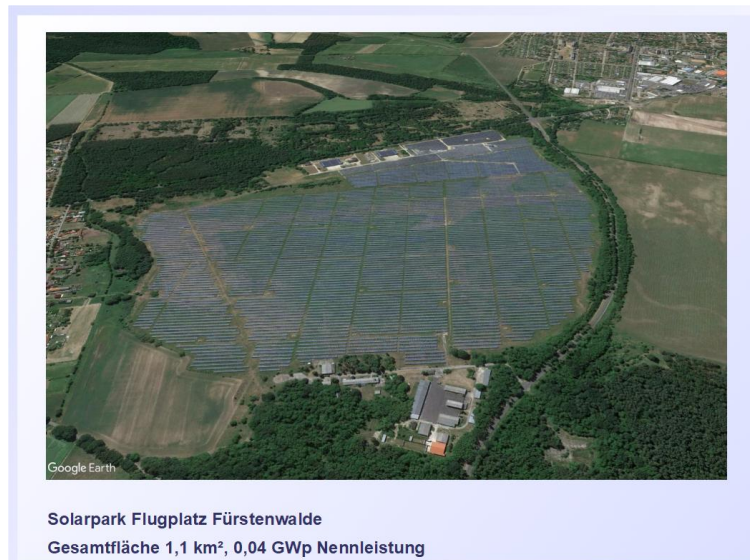 Google Earth
Solarpark Flugplatz Fürstenwalde
Gesamtfläche 1,1 km², 0,04 GWp Nennleistung